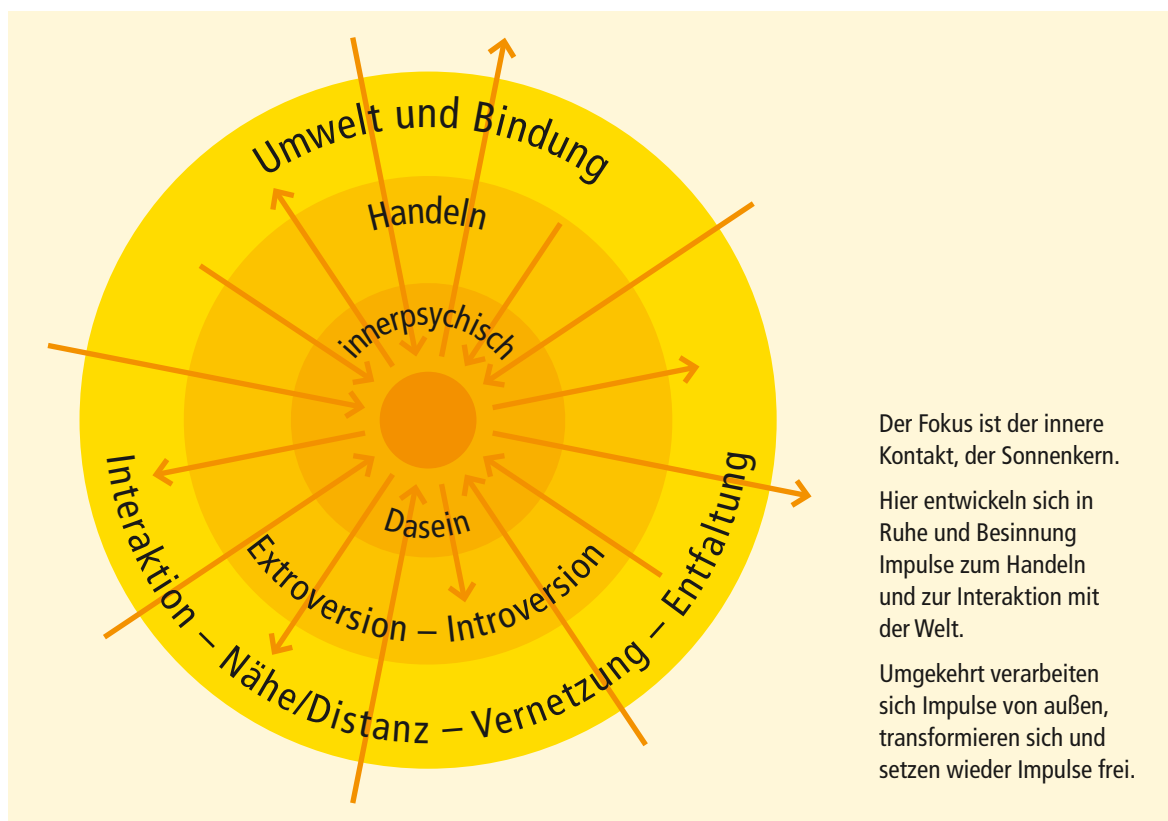 Umwelt und Bindung
Handeln
innerpsychisch
Dasein
Extroversion – Introversion
Interaktion – Nähe/Distanz – Vernetzung – Entfaltung
Der Fokus ist der innere
Kontakt, der Sonnenkern.
Hier entwickeln sich in
Ruhe und Besinnung
Impulse zum Handeln
und zur Interaktion mit
der Welt.
Umgekehrt verarbeiten
sich Impulse von außen,
transformieren sich und
setzen wieder Impulse frei.